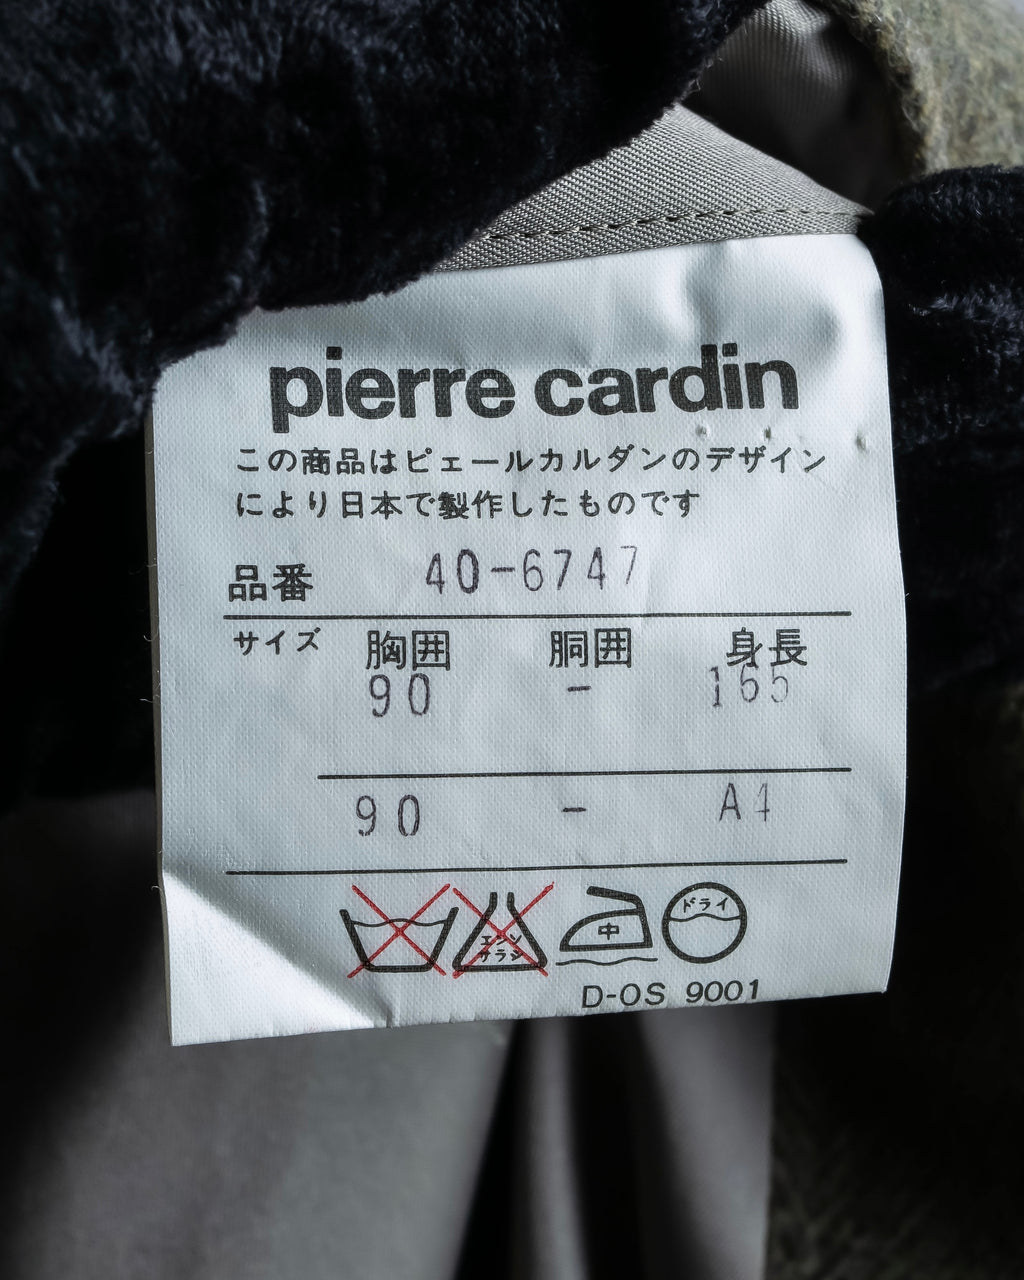 pierre cardin
この商品はピェールカルダンのデザイン
により日本で製作したものです
品番 40-6747
サイズ 胸囲 胴囲 身長
90 - 165
90 - A4
エンソ サラシ 中 ドライ
D-OS 9001